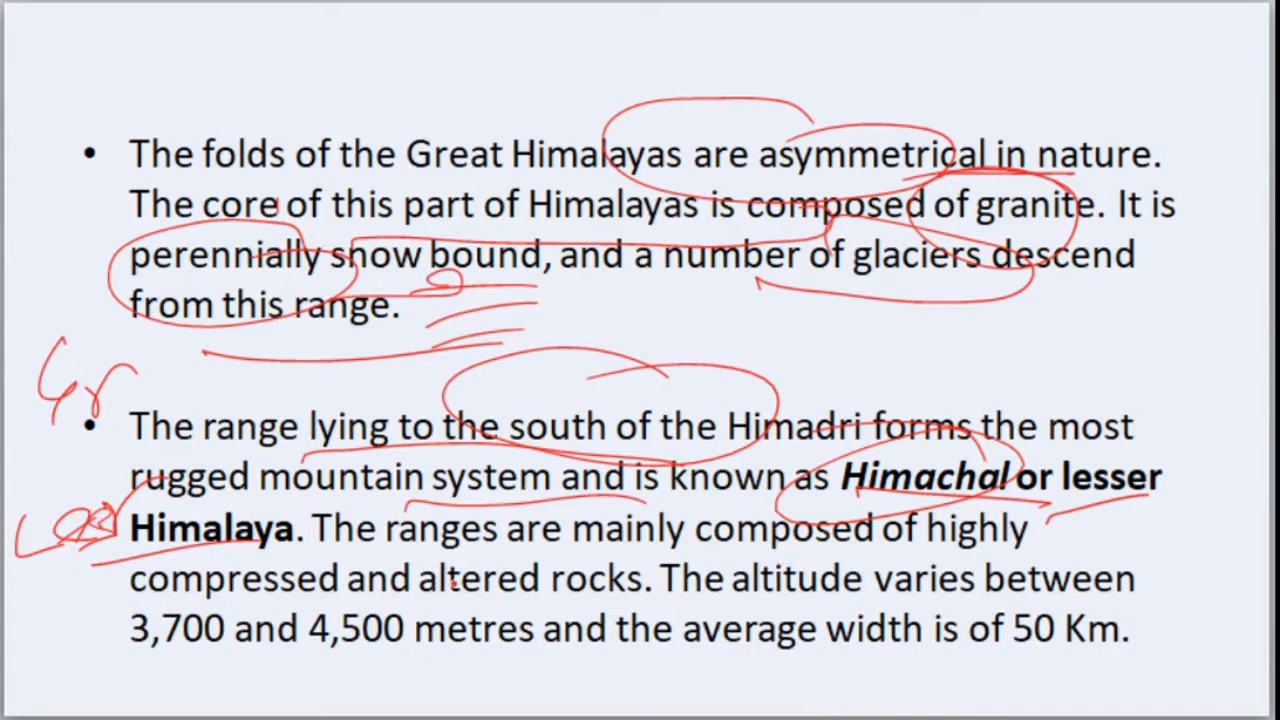 • The folds of the Great Himalayas are asymmetrical in nature.
The core of this part of Himalayas is composed of granite. It is
perennially snow bound, and a number of glaciers descend
from this range.
Gr
• The range lying to the south of the Himadri forms the most
rugged mountain system and is known as Himachal or lesser
Himalaya. The ranges are mainly composed of highly
compressed and altered rocks. The altitude varies between
3,700 and 4,500 metres and the average width is of 50 Km.